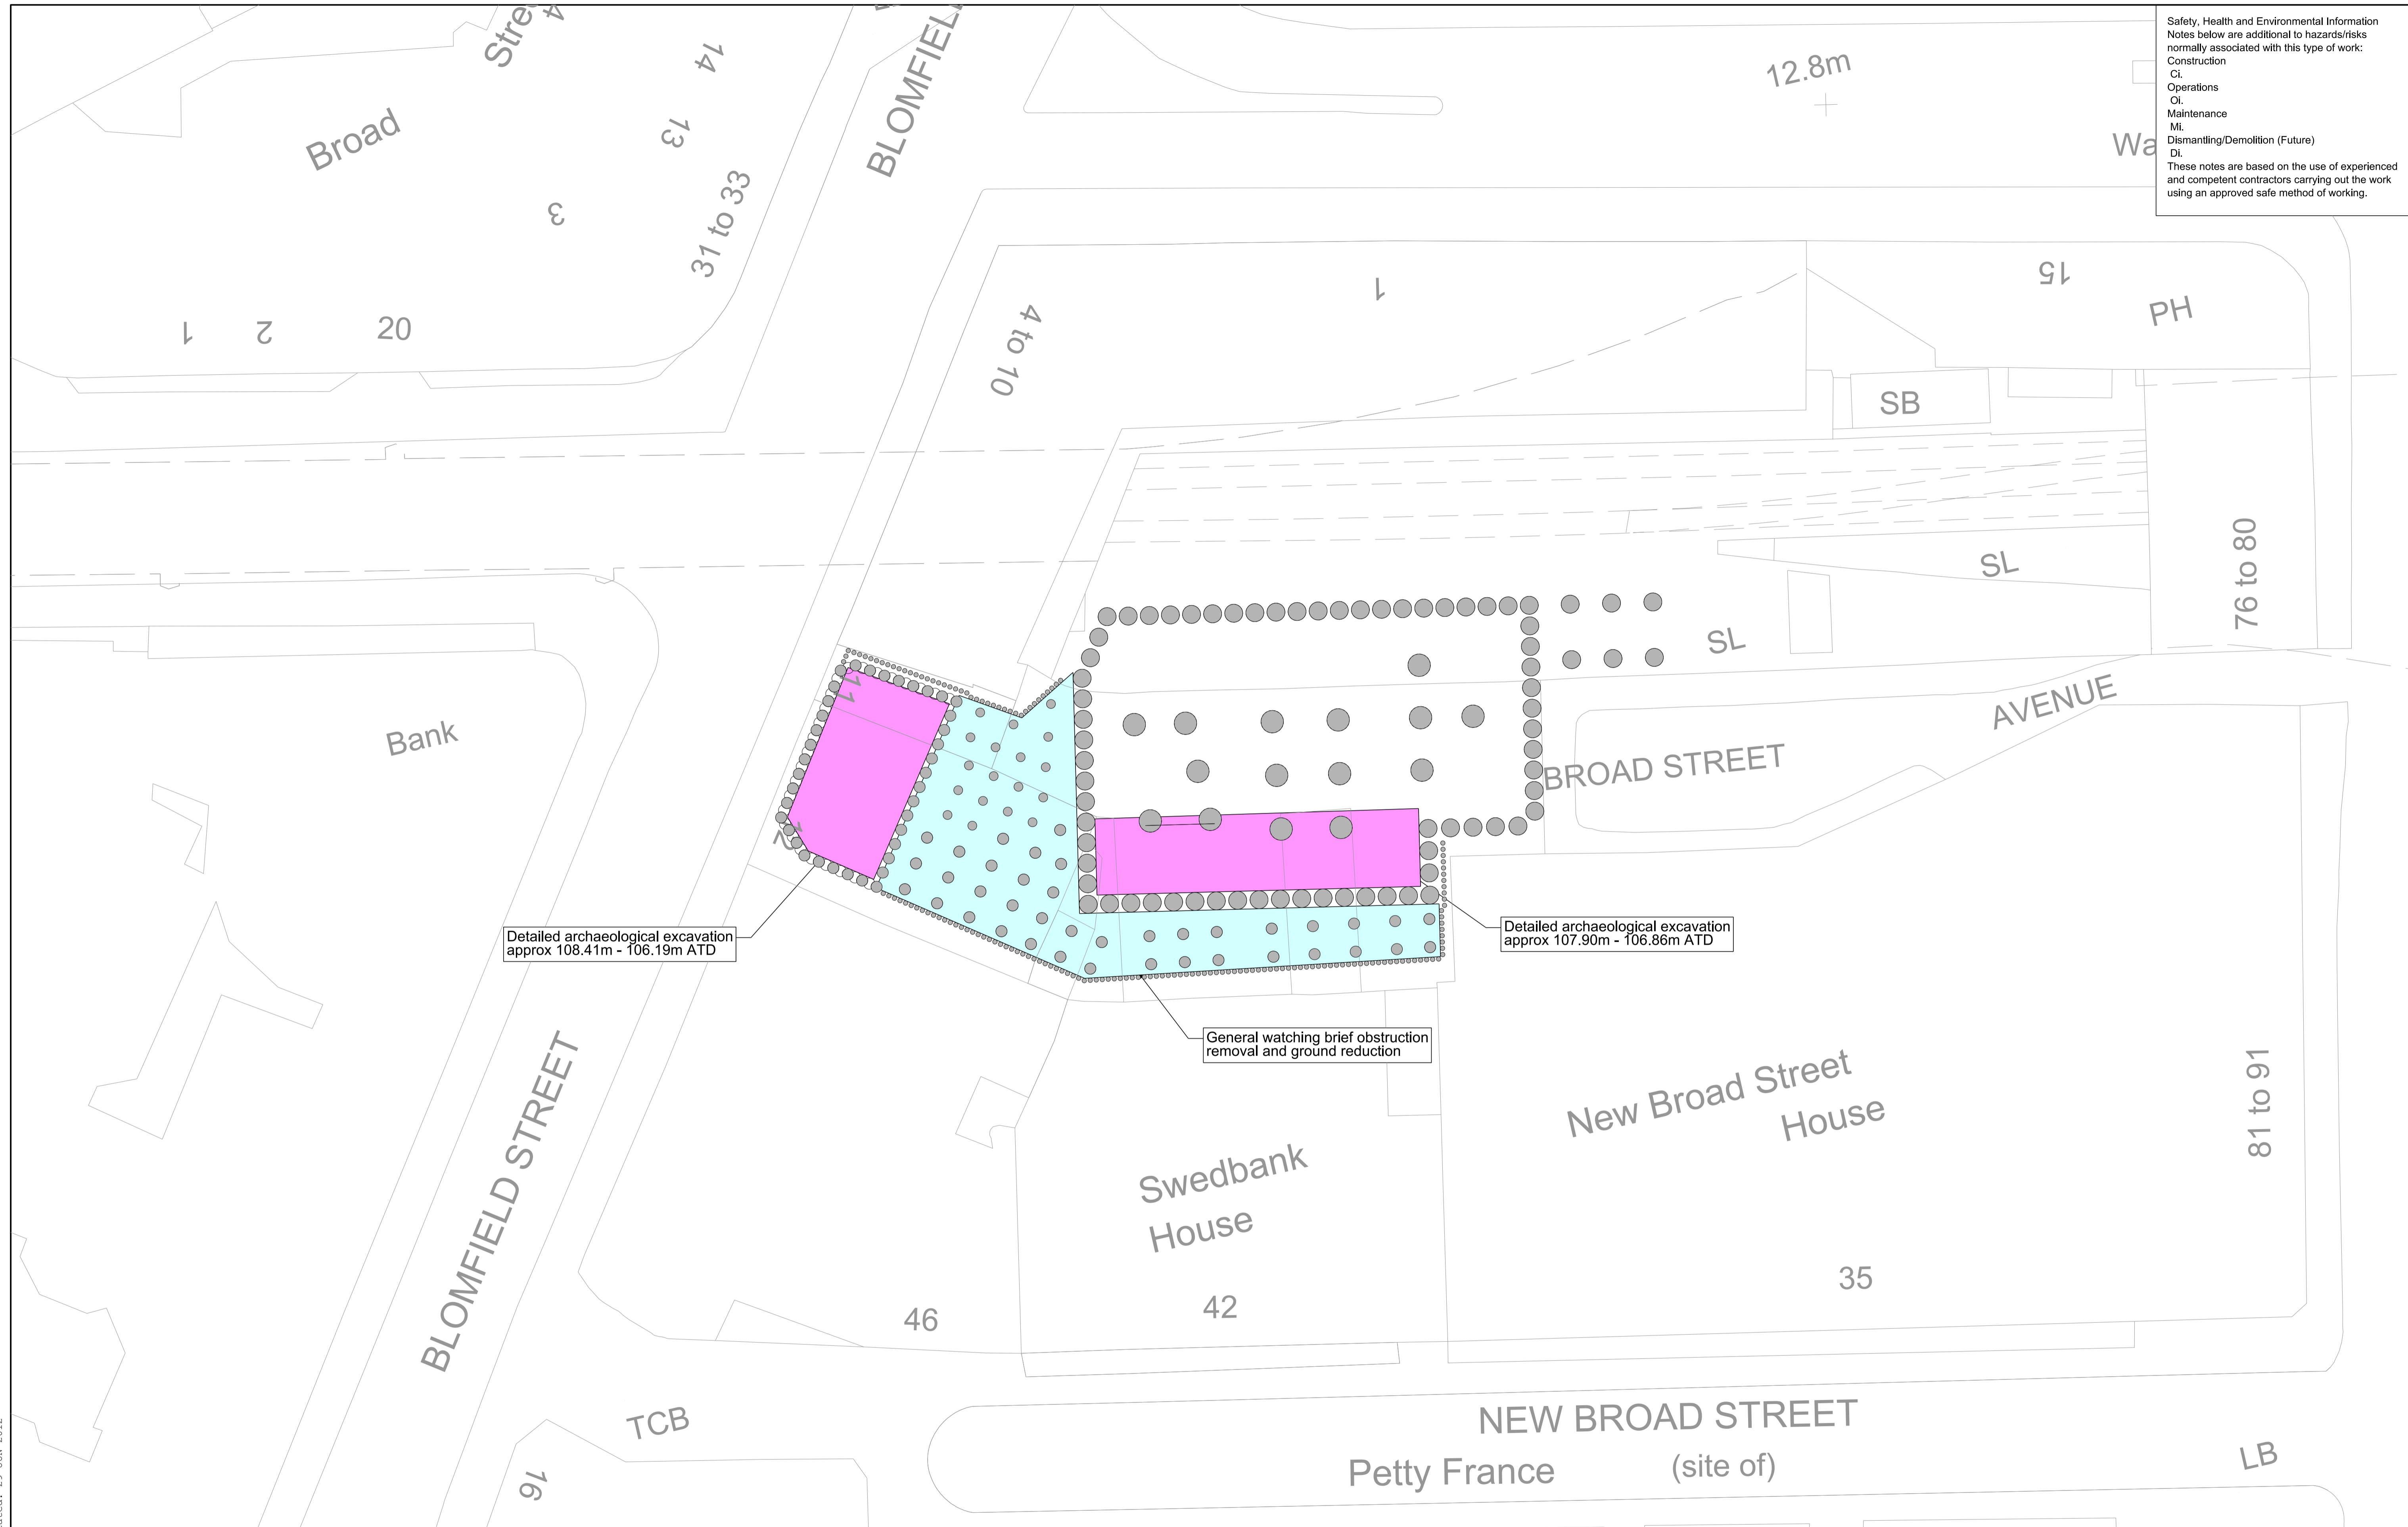 Safety, Health and Environmental Information
Notes below are additional to hazards/risks
normally associated with this type of work:
Construction
Ci.
Operations
Oi.
Maintenance
Mi.
Dismantling/Demolition (Future)
Di.
These notes are based on the use of experienced
and competent contractors carrying out the work
using an approved safe method of working.
14
13
12.8m
Broad
3
31 to 33
1
2
20
4 to 10
1
15
PH
SB
SL
SL
76 to 80
Bank
11
12
BROAD STREET
AVENUE
Detailed archaeological excavation
approx 108.41m - 106.19m ATD
Detailed archaeological excavation
approx 107.90m - 106.86m ATD
General watching brief obstruction
removal and ground reduction
BLOMFIELD STREET
New Broad Street
House
81 to 91
Swedbank
House
46
42
35
TCB
16
NEW BROAD STREET
Petty France
(site of)
LB